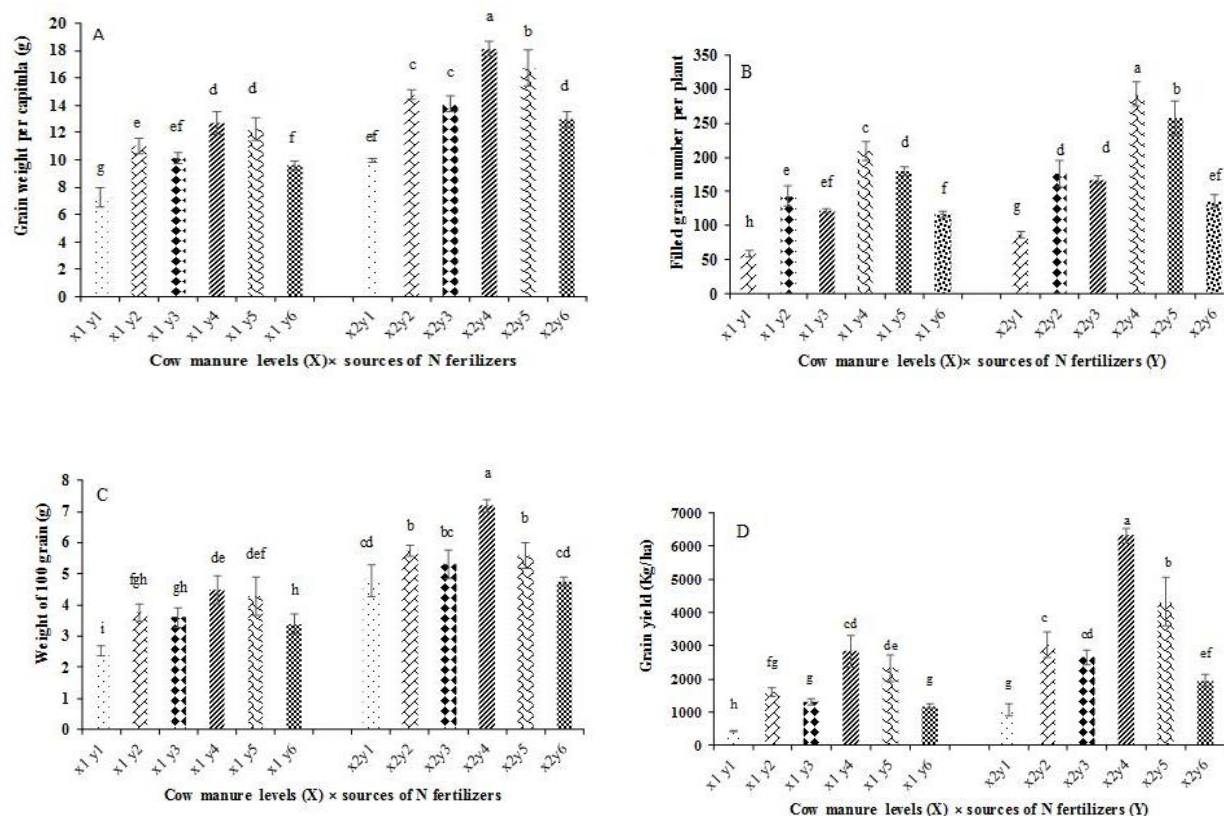 A
Grain weight per capitula (g)
20
18
16
14
12
10
8
6
4
2
0
g
e
ef
d
d
f
ef
c
c
a
b
d
x1 y1
x1 y2
x1 y3
x1 y4
x1 y5
x1 y6
x2y1
x2y2
x2y3
x2y4
x2y5
x2y6
Cow manure levels (X)× sources of N ferilizers
B
Filled grain number per plant
350
300
250
200
150
100
50
0
h
e
ef
c
d
f
g
d
d
a
b
ef
x1 y1
x1 y2
x1 y3
x1 y4
x1 y5
x1 y6
x2y1
x2y2
x2y3
x2y4
x2y5
x2y6
Cow manure levels (X)× sources of N fertilizers (Y)
C
Weight of 100 grain (g)
8
7
6
5
4
3
2
1
0
i
fgh
gh
de
def
h
cd
b
bc
a
b
cd
x1 y1
x1 y2
x1 y3
x1 y4
x1 y5
x1 y6
x2y1
x2y2
x2y3
x2y4
x2y5
x2y6
Cow manure levels (X) × sources of N fertilizers
D
Grain yield (Kg/ha)
7000
6000
5000
4000
3000
2000
1000
0
h
fg
g
cd
de
g
g
c
cd
a
b
ef
x1 y1
x1 y2
x1 y3
x1 y4
x1 y5
x1 y6
x2y1
x2y2
x2y3
x2y4
x2y5
x2y6
Cow manure levels (X) × sources of N fertilizers (Y)